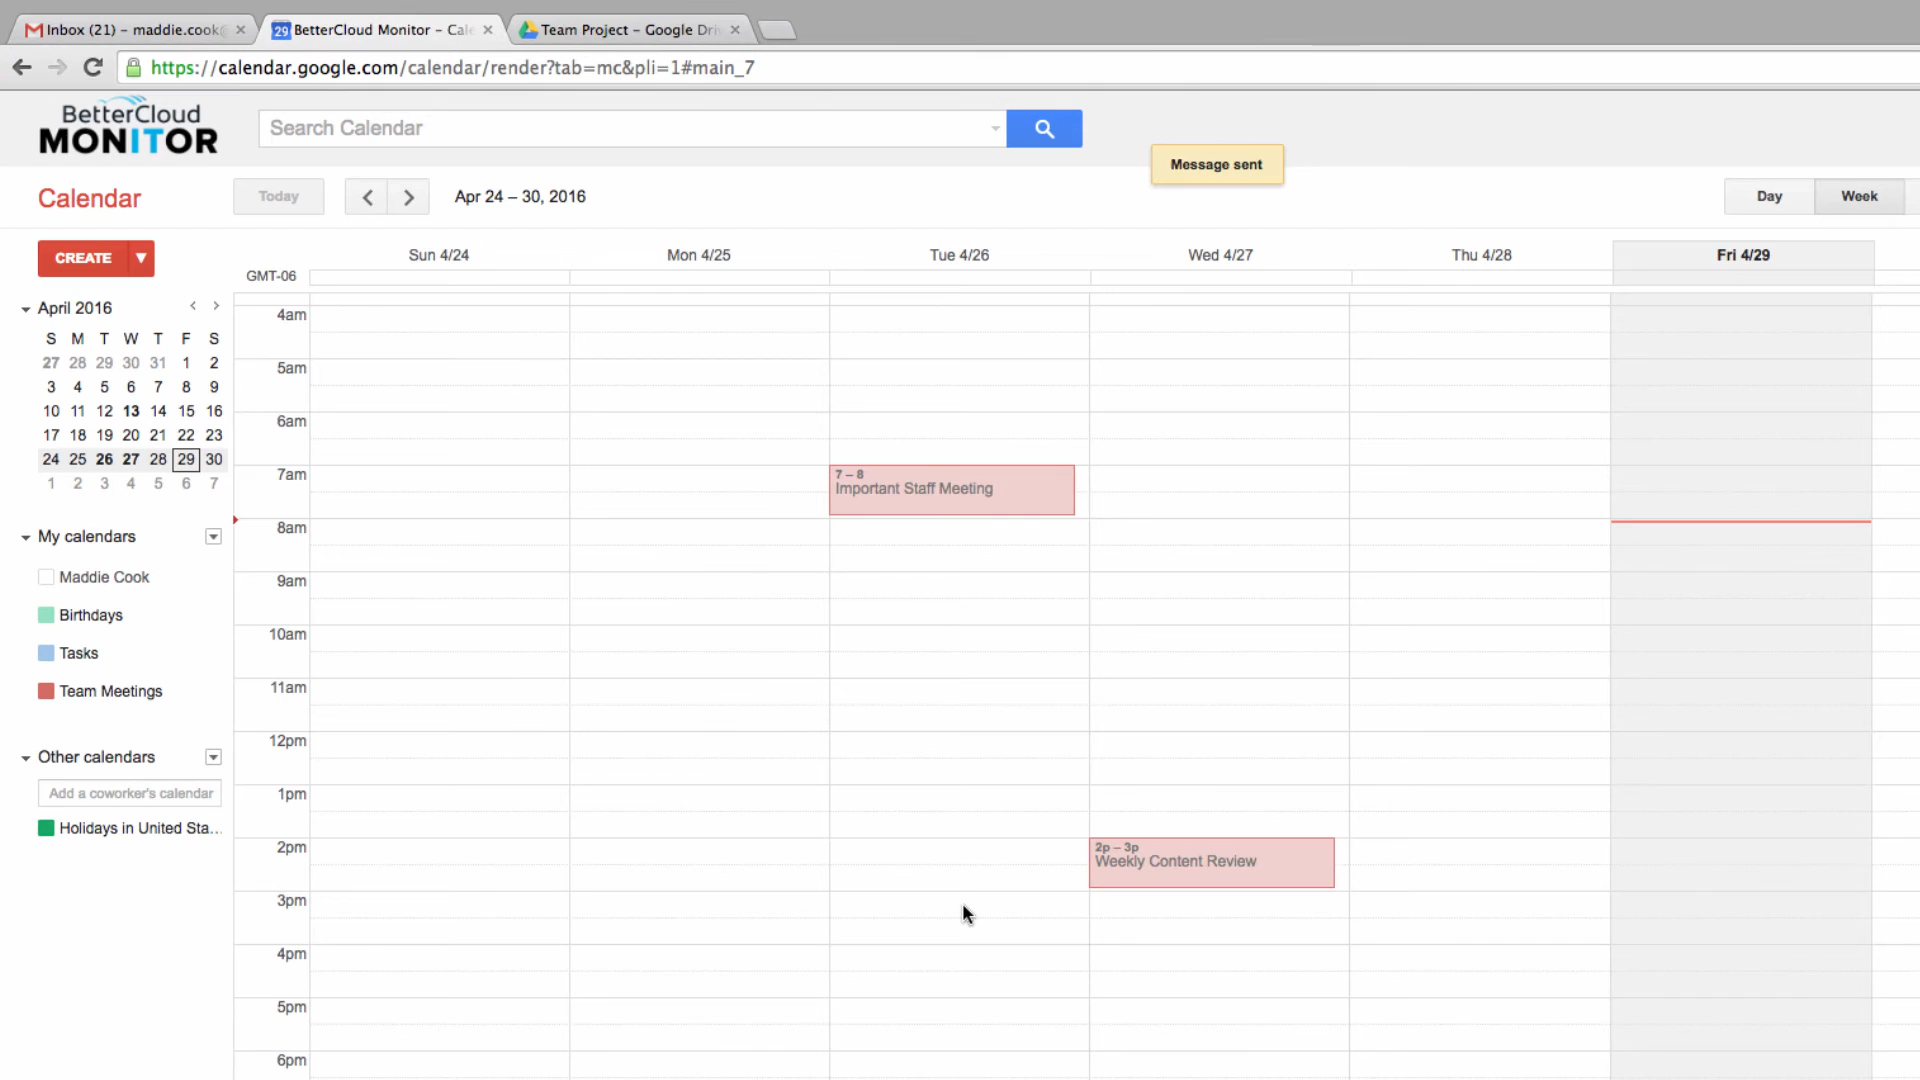 Inbox (21) – maddie.cook@
BetterCloud Monitor – Cale
Team Project – Google Driv
https://calendar.google.com/calendar/render?tab=mc&pli=1#main_7
BetterCloud
MONITOR
Search Calendar
Message sent
Calendar
Today
Apr 24 – 30, 2016
Day
Week
CREATE
Sun 4/24
Mon 4/25
Tue 4/26
Wed 4/27
Thu 4/28
Fri 4/29
GMT-06
April 2016
S M T W T F S
27 28 29 30 31 1 2
3 4 5 6 7 8 9
10 11 12 13 14 15 16
17 18 19 20 21 22 23
24 25 26 27 28 29 30
1 2 3 4 5 6 7
My calendars
Maddie Cook
Birthdays
Tasks
Team Meetings
Other calendars
Add a coworker's calendar
Holidays in United Sta...
4am
5am
6am
7am
7 – 8
Important Staff Meeting
8am
9am
10am
11am
12pm
1pm
2pm
2p – 3p
Weekly Content Review
3pm
4pm
5pm
6pm